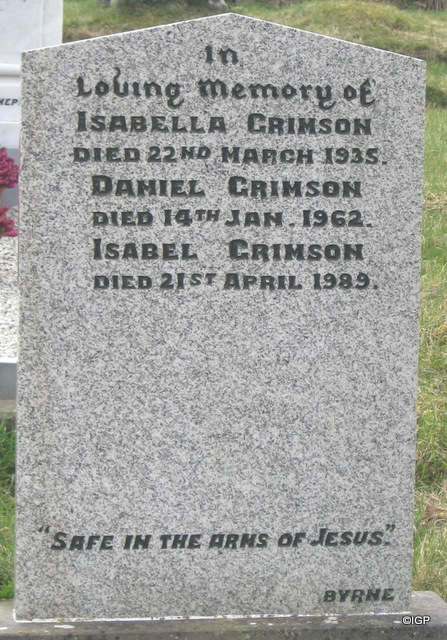 In
Loving Memory of
ISABELLA GRIMSON
DIED 22ND MARCH 1935.
DANIEL GRIMSON
DIED 14TH JAN. 1962.
ISABEL GRIMSON
DIED 21ST APRIL 1989.
"SAFE IN THE ARMS OF JESUS."
BYRNE
©IGP